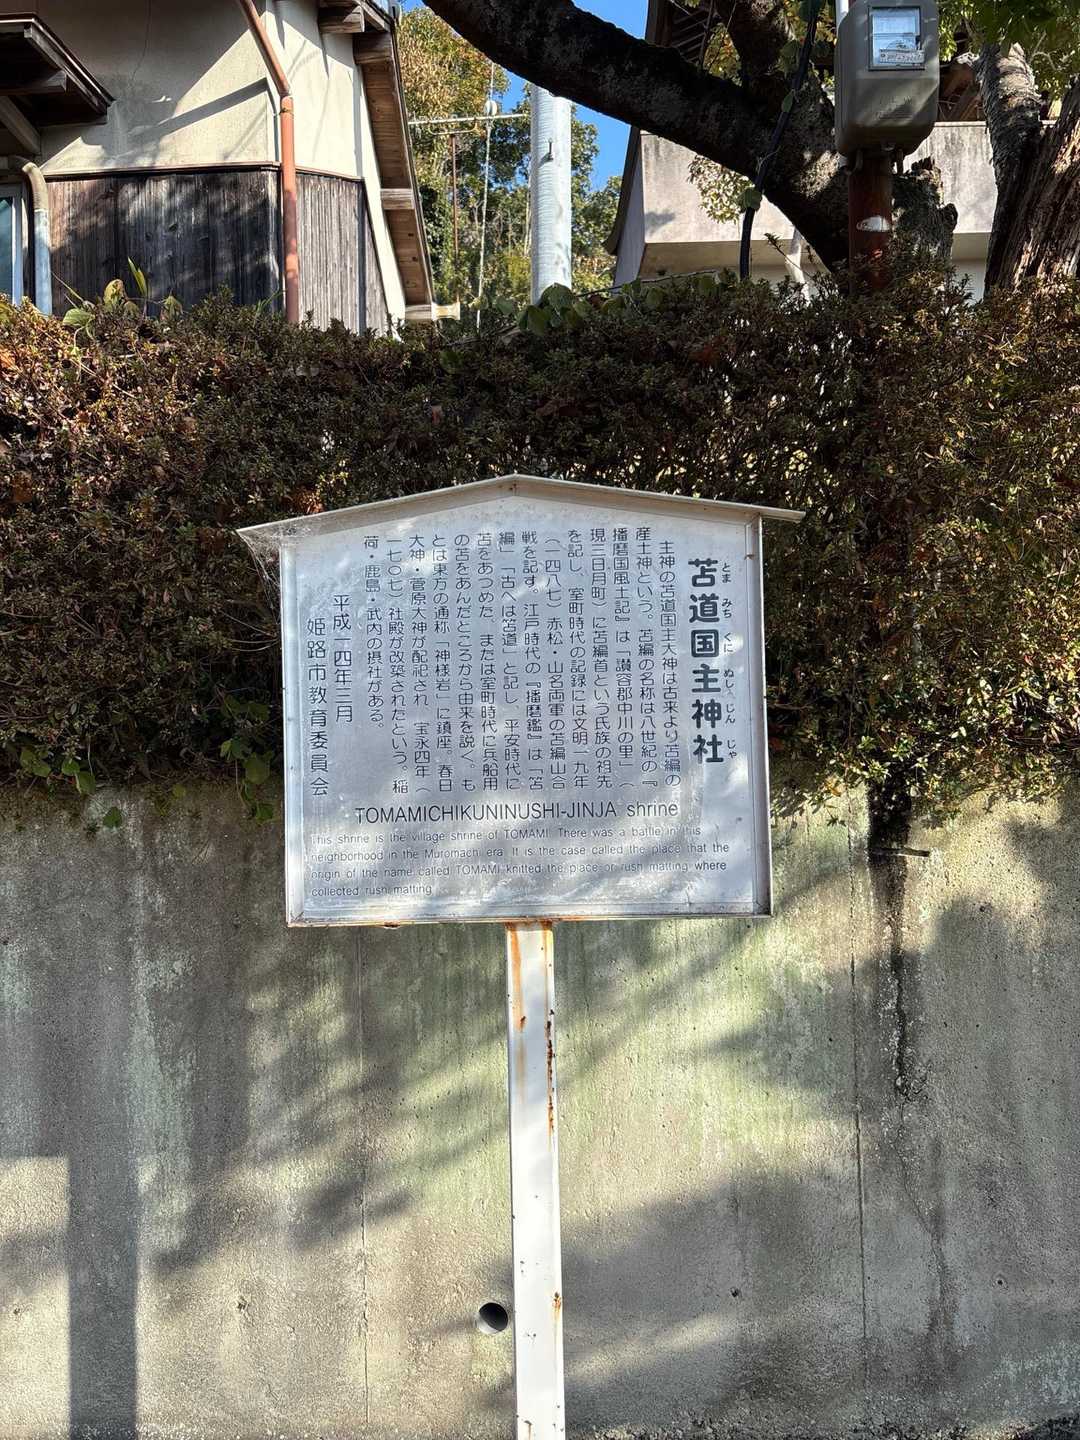 苫道国主神社
とま みち くに ぬし じん じゃ
主神の苫道国主大神は古来より苫編の
産土神という。苫編の名称は八世紀の『
播磨国風土記』は「讃容郡中川の里」(
現三日月町)に苫編首という氏族の祖先
を記し、室町時代の記録には文明一九年
(一四八七)赤松・山名両軍の苫編山合
戦を記す。江戸時代の『播磨鑑』は「笘
編」「古へは笘道」と記し、平安時代に
苫をあつめた、または室町時代に兵船用
の苫をあんだところから由来を説く。も
とは東方の通称「神様岩」に鎮座。春日
大神・菅原大神が配祀され、宝永四年(
一七〇七)社殿が改築されたという。稲
荷・鹿島・武内の摂社がある。
平成一四年三月
姫路市教育委員会
TOMAMICHIKUNINUSHI-JINJA shrine
This shrine is the village shrine of TOMAMI. There was a battle in this
neighborhood in the Muromachi era. It is the case called the place that the
origin of the name called TOMAMI knitted the place or rush matting where
collected rush matting.